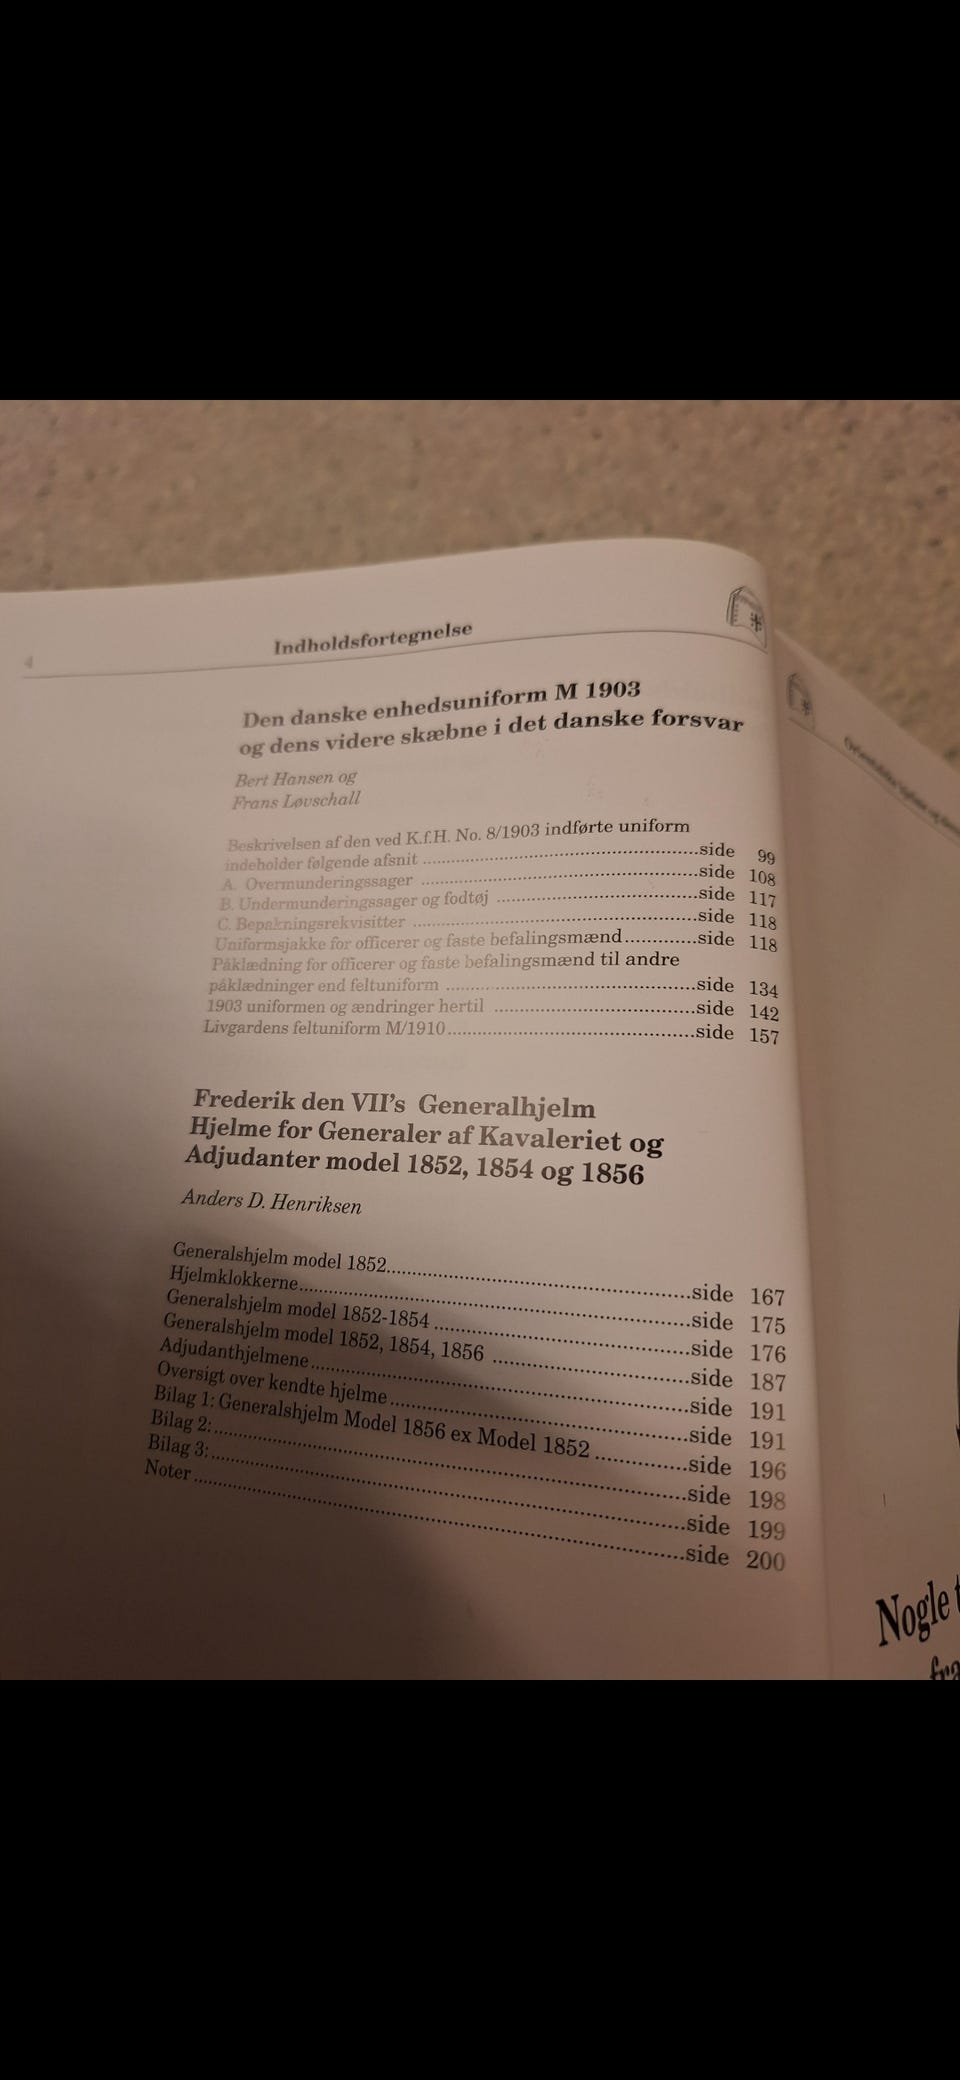 4
Indholdsfortegnelse
Den danske enhedsuniform M 1903
og dens videre skæbne i det danske forsvar
Bert Hansen og
Frans Løvschall
Beskrivelsen af den ved K.f.H. No. 8/1903 indførte uniform
indeholder følgende afsnit ..........side 99
A. Overmunderingssager ..........side 108
B. Undermunderingssager og fodtøj ..........side 117
C. Bepakningsrekvisitter ..........side 118
Uniformsjakke for officerer og faste befalingsmænd..........side 118
Påklædning for officerer og faste befalingsmænd til andre
påklædninger end feltuniform ..........side 134
1903 uniformen og ændringer hertil ..........side 142
Livgardens feltuniform M/1910..........side 157
Frederik den VII's Generalhjelm
Hjelme for Generaler af Kavaleriet og
Adjudanter model 1852, 1854 og 1856
Anders D. Henriksen
Generalshjelm model 1852..........side 167
Hjelmklokkerne..........side 175
Generalshjelm model 1852-1854 ..........side 176
Generalshjelm model 1852, 1854, 1856 ..........side 187
Adjudanthjelmene..........side 191
Oversigt over kendte hjelme..........side 191
Bilag 1: Generalshjelm Model 1856 ex Model 1852 ..........side 196
Bilag 2:..........side 198
Bilag 3:..........side 199
Noter..........side 200
og
Nogle